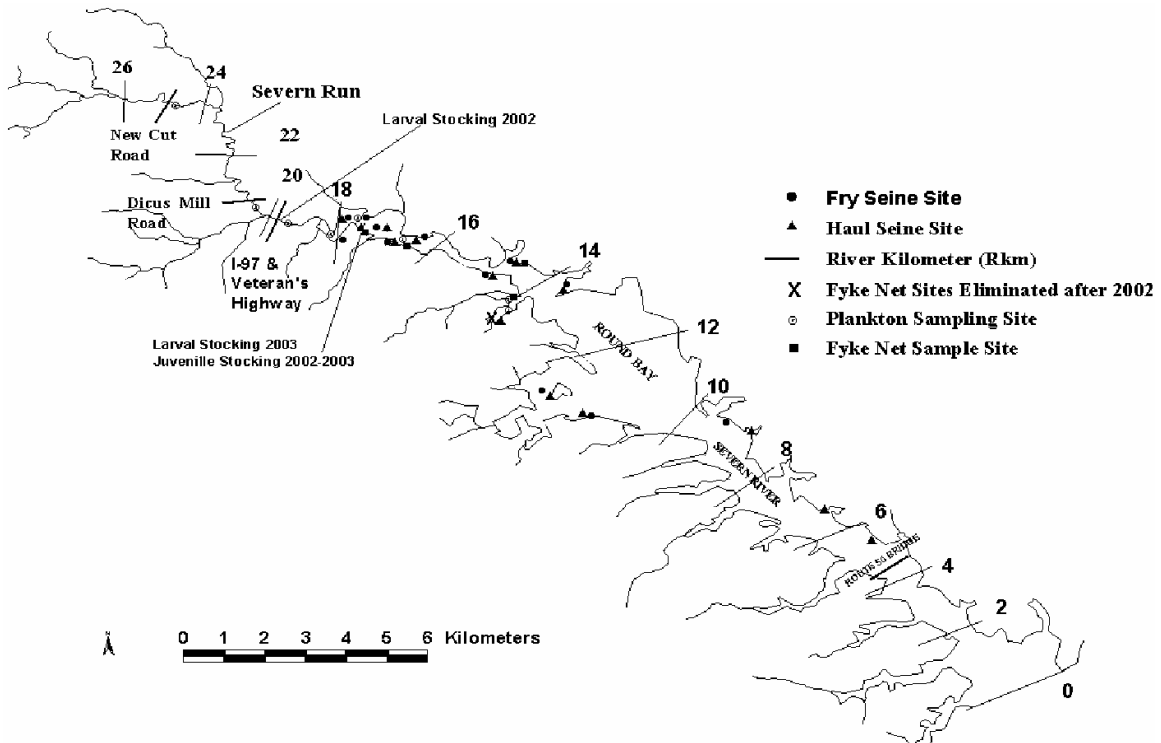 26
24
Severn Run
Larval Stocking 2002
New Cut
Road
22
20
18
Dicus Mill
Road
16
I-97 &
Veteran's
Highway
14
Larval Stocking 2003
Juvenille Stocking 2002-2003
12
ROUND BAY
10
SEVERN RIVER
8
6
ROUTE 50 BRIDGE
4
2
0
Fry Seine Site
Haul Seine Site
River Kilometer (Rkm)
X Fyke Net Sites Eliminated after 2002
Plankton Sampling Site
Fyke Net Sample Site
X
N
0 1 2 3 4 5 6 Kilometers